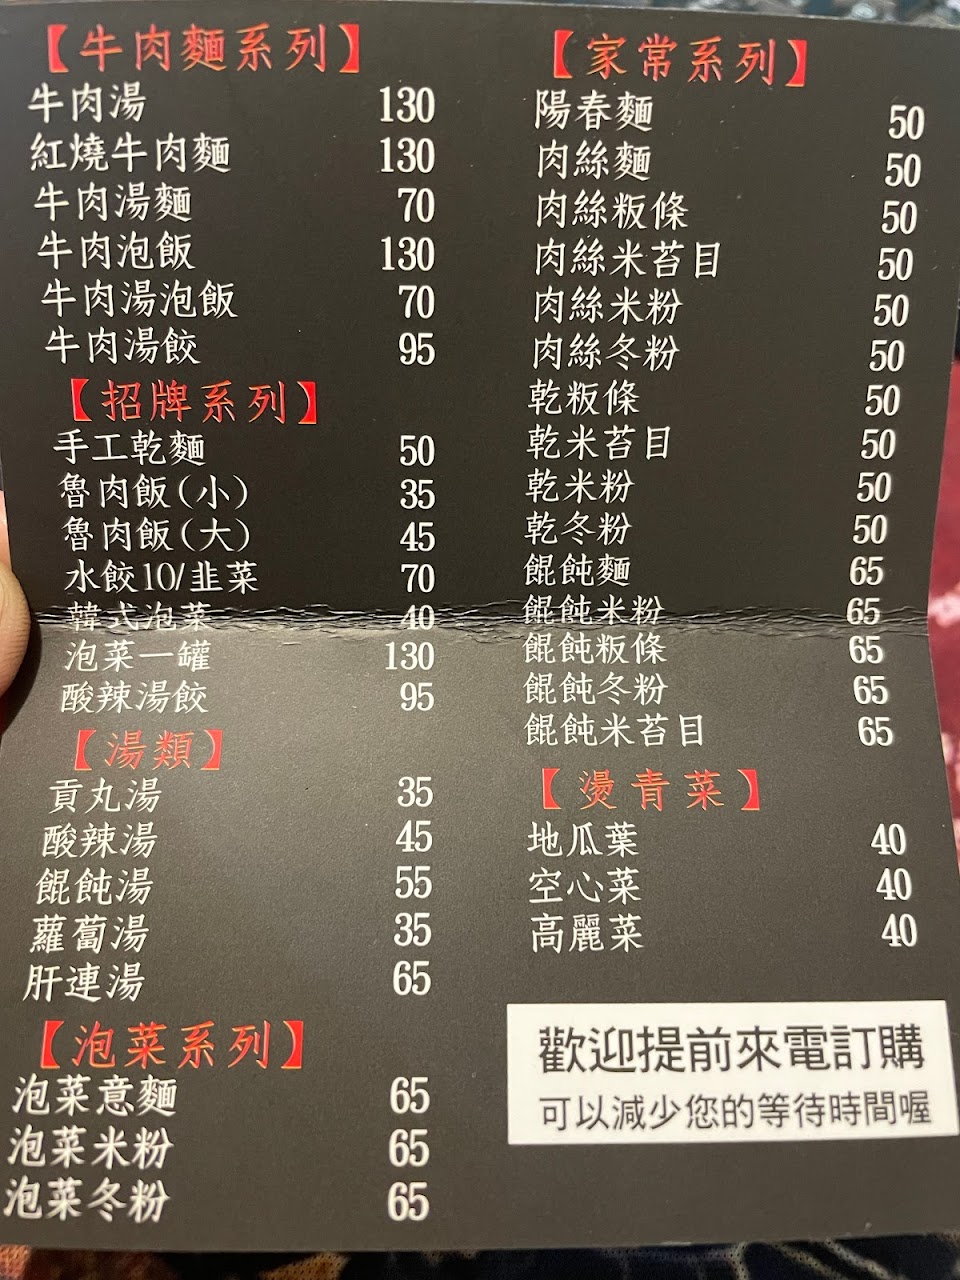 【牛肉麵系列】
牛肉湯 130
紅燒牛肉麵 130
牛肉湯麵 70
牛肉泡飯 130
牛肉湯泡飯 70
牛肉湯餃 95
【招牌系列】
手工乾麵 50
魯肉飯(小) 35
魯肉飯(大) 45
水餃10/韭菜 70
韓式泡菜 40
泡菜一罐 130
酸辣湯餃 95
【湯類】
貢丸湯 35
酸辣湯 45
餛飩湯 55
蘿蔔湯 35
肝連湯 65
【泡菜系列】
泡菜意麵 65
泡菜米粉 65
泡菜冬粉 65
【家常系列】
陽春麵 50
肉絲麵 50
肉絲粄條 50
肉絲米苔目 50
肉絲米粉 50
肉絲冬粉 50
乾粄條 50
乾米苔目 50
乾米粉 50
乾冬粉 50
餛飩麵 65
餛飩米粉 65
餛飩粄條 65
餛飩冬粉 65
餛飩米苔目 65
【燙青菜】
地瓜葉 40
空心菜 40
高麗菜 40
歡迎提前來電訂購
可以減少您的等待時間喔